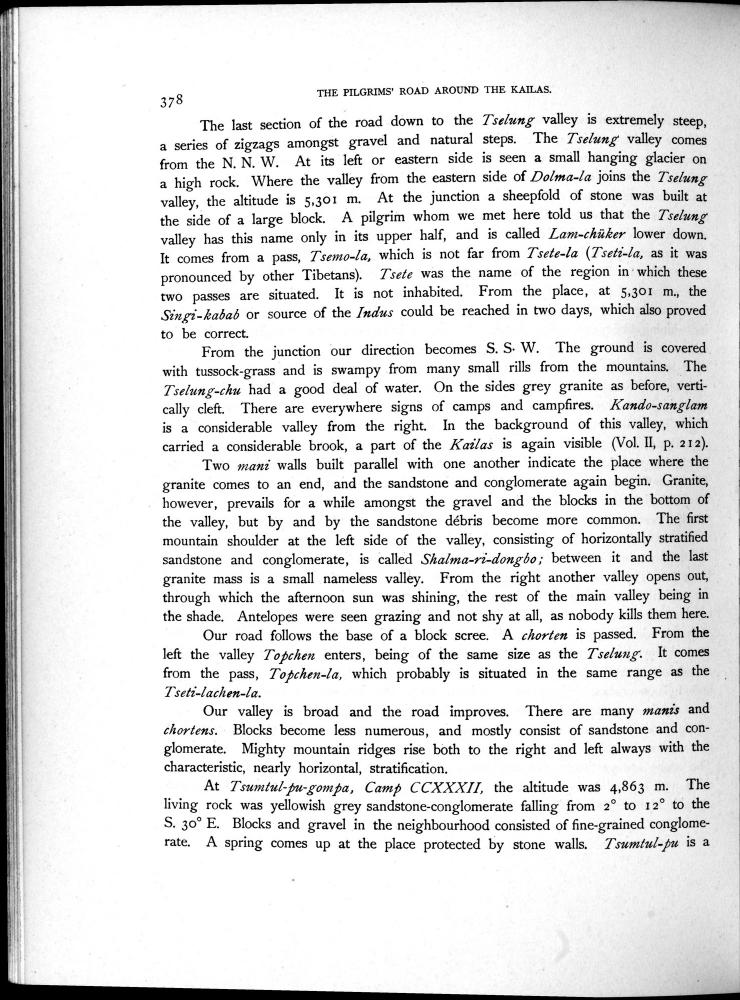 378
THE PILGRIMS' ROAD AROUND THE KAILAS.
The last section of the road down to the Tselung valley is extremely steep,
a series of zigzags amongst gravel and natural steps. The Tselung valley comes
from the N. N. W. At its left or eastern side is seen a small hanging glacier on
a high rock. Where the valley from the eastern side of Dolma-la joins the Tselung
valley, the altitude is 5,301 m. At the junction a sheepfold of stone was built at
the side of a large block. A pilgrim whom we met here told us that the Tselung
valley has this name only in its upper half, and is called Lam-chüker lower down.
It comes from a pass, Tsemo-la, which is not far from Tsete-la (Tseti-la, as it was
pronounced by other Tibetans). Tsete was the name of the region in which these
two passes are situated. It is not inhabited. From the place, at 5,301 m., the
Singi-kabab or source of the Indus could be reached in two days, which also proved
to be correct.
From the junction our direction becomes S. S. W. The ground is covered
with tussock-grass and is swampy from many small rills from the mountains. The
Tselung-chu had a good deal of water. On the sides grey granite as before, verti-
cally cleft. There are everywhere signs of camps and campfires. Kando-sanglam
is a considerable valley from the right. In the background of this valley, which
carried a considerable brook, a part of the Kailas is again visible (Vol. II, p. 212).
Two mani walls built parallel with one another indicate the place where the
granite comes to an end, and the sandstone and conglomerate again begin. Granite,
however, prevails for a while amongst the gravel and the blocks in the bottom of
the valley, but by and by the sandstone débris become more common. The first
mountain shoulder at the left side of the valley, consisting of horizontally stratified
sandstone and conglomerate, is called Shalma-ri-dongbo; between it and the last
granite mass is a small nameless valley. From the right another valley opens out,
through which the afternoon sun was shining, the rest of the main valley being in
the shade. Antelopes were seen grazing and not shy at all, as nobody kills them here.
Our road follows the base of a block scree. A chorten is passed. From the
left the valley Topchen enters, being of the same size as the Tselung. It comes
from the pass, Topchen-la, which probably is situated in the same range as the
Tseti-lachen-la.
Our valley is broad and the road improves. There are many manis and
chortens. Blocks become less numerous, and mostly consist of sandstone and con-
glomerate. Mighty mountain ridges rise both to the right and left always with the
characteristic, nearly horizontal, stratification.
At Tsumtul-pu-gompa, Camp CCXXXII, the altitude was 4,863 m. The
living rock was yellowish grey sandstone-conglomerate falling from 2° to 12° to the
S. 30° E. Blocks and gravel in the neighbourhood consisted of fine-grained conglome-
rate. A spring comes up at the place protected by stone walls. Tsumtul-pu is a